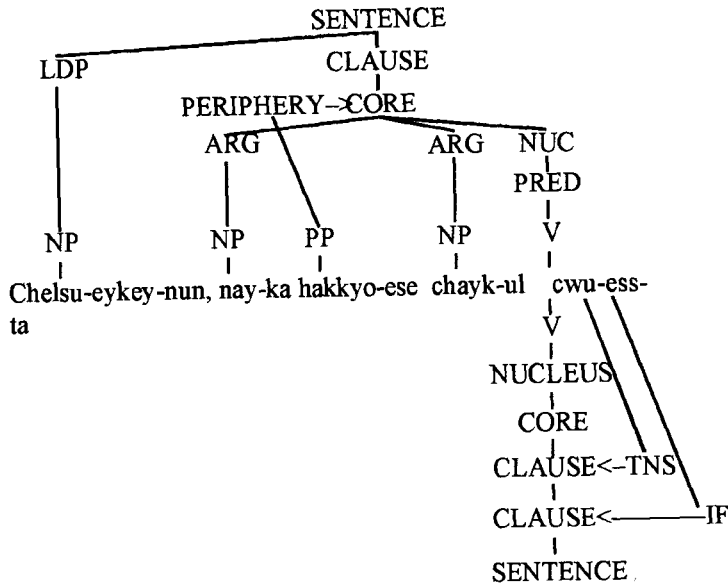 SENTENCE
LDP CLAUSE
PERIPHERY–>CORE
ARG ARG NUC
PRED
V
NP NP PP NP
Chelsu-eykey-nun, nay-ka hakkyo-ese chayk-ul cwu-ess-
ta
V
NUCLEUS
CORE
CLAUSE<–TNS
CLAUSE<———IF
SENTENCE